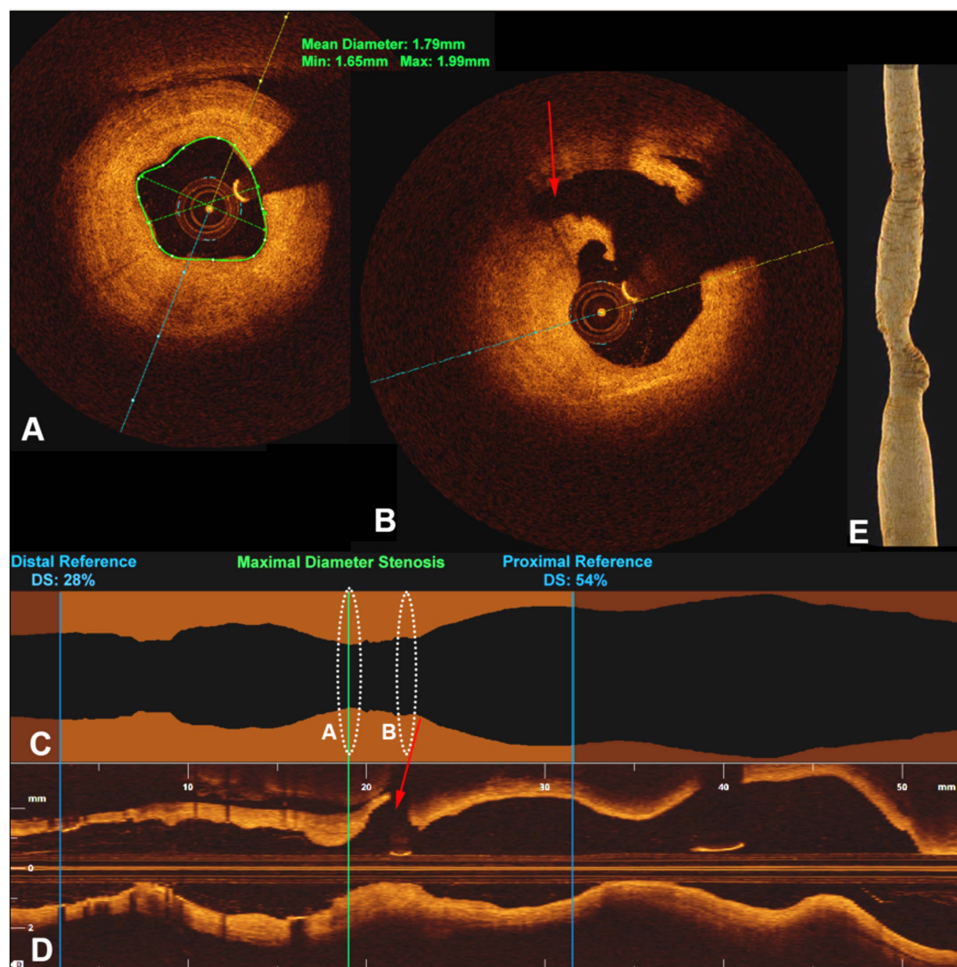 Mean Diameter: 1.79mm
Min: 1.65mm Max: 1.99mm
A
B
E
Distal Reference
DS: 28%
Maximal Diameter Stenosis
Proximal Reference
DS: 54%
A
B
C
10
20
30
40
50
mm
mm
0
2
D